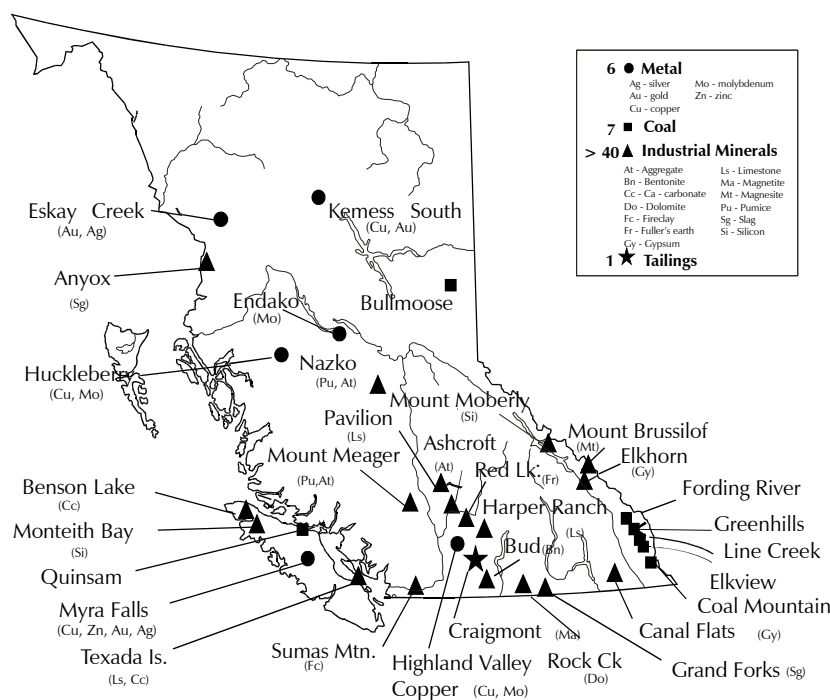 6 Metal
Ag - silver Mo - molybdenum
Au - gold Zn - zinc
Cu - copper
7 Coal
> 40 Industrial Minerals
At - Aggregate Ls - Limestone
Bn - Bentonite Ma - Magnetite
Cc - Ca - carbonate Mt - Magnesite
Do - Dolomite Pu - Pumice
Fc - Fireclay Sg - Slag
Fr - Fuller's earth Si - Silicon
Gy - Gypsum
1 Tailings
Eskay Creek
(Au, Ag)
Kemess South
(Cu, Au)
Anyox
(Sg)
Endako
(Mo)
Bullmoose
Huckleberry
(Cu, Mo)
Nazko
(Pu, At)
Mount Moberly
(Si)
Pavilion
(Ls)
Mount Brussilof
(Mt)
Ashcroft
(At)
Elkhorn
(Gy)
Mount Meager
(Pu,At)
Red Lk: (Fr)
Benson Lake
(Cc)
Fording River
Harper Ranch
(Ls)
Monteith Bay
(Si)
Greenhills
Line Creek
Bud (Bn)
Quinsam
Elkview
Myra Falls
(Cu, Zn, Au, Ag)
Coal Mountain
Craigmont (Ma)
Canal Flats (Gy)
Texada Is.
(Ls, Cc)
Sumas Mtn.
(Fc)
Highland Valley
Copper (Cu, Mo)
Rock Ck
(Do)
Grand Forks (Sg)